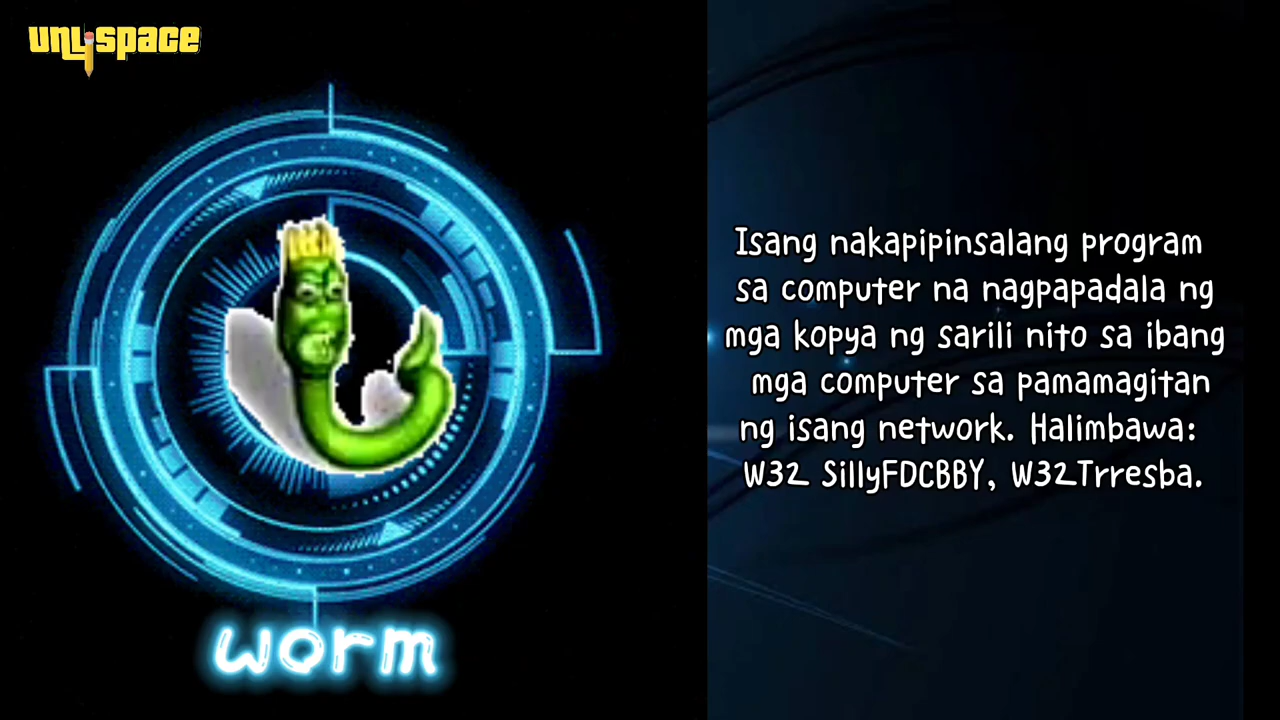 unyspace
worm
Isang nakapipinsalang program
sa computer na nagpapadala ng
mga kopya ng sarili nito sa ibang
mga computer sa pamamagitan
ng isang network. Halimbawa:
W32 SillyFDCBBY, W32Trresba.